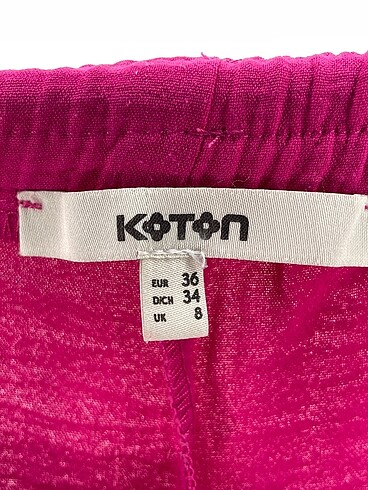 KOTON
EUR 36
D/CH 34
UK 8